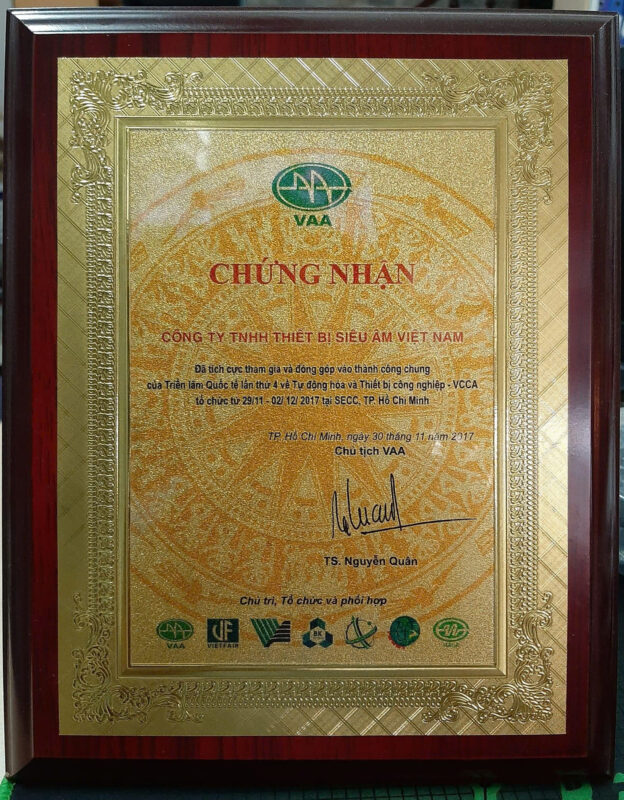 VAA
CHỨNG NHẬN
CÔNG TY TNHH THIẾT BỊ SIÊU ÂM VIỆT NAM
Đã tích cực tham gia và đóng góp vào thành công chung
của Triển lãm Quốc tế lần thứ 4 về Tự động hóa và Thiết bị công nghiệp - VCCA
tổ chức từ 29/11 - 02/ 12/ 2017 tại SECC, TP. Hồ Chí Minh
TP. Hồ Chí Minh, ngày 30 tháng 11 năm 2017
Chủ tịch VAA
TS. Nguyễn Quân
Chủ trì, Tổ chức và phối hợp
VAA
VIETFAIR
BK